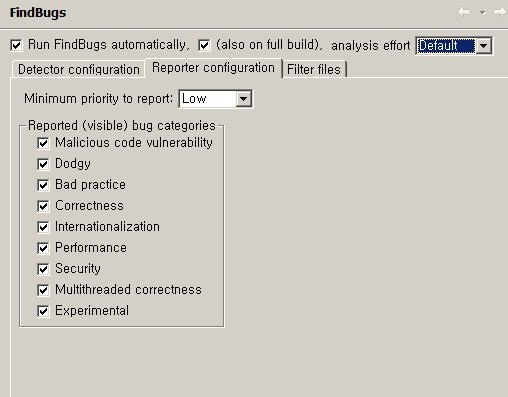 FindBugs
Run FindBugs automatically, (also on full build), analysis effort Default
Detector configuration Reporter configuration Filter files
Minimum priority to report: Low
Reported (visible) bug categories
Malicious code vulnerability
Dodgy
Bad practice
Correctness
Internationalization
Performance
Security
Multithreaded correctness
Experimental